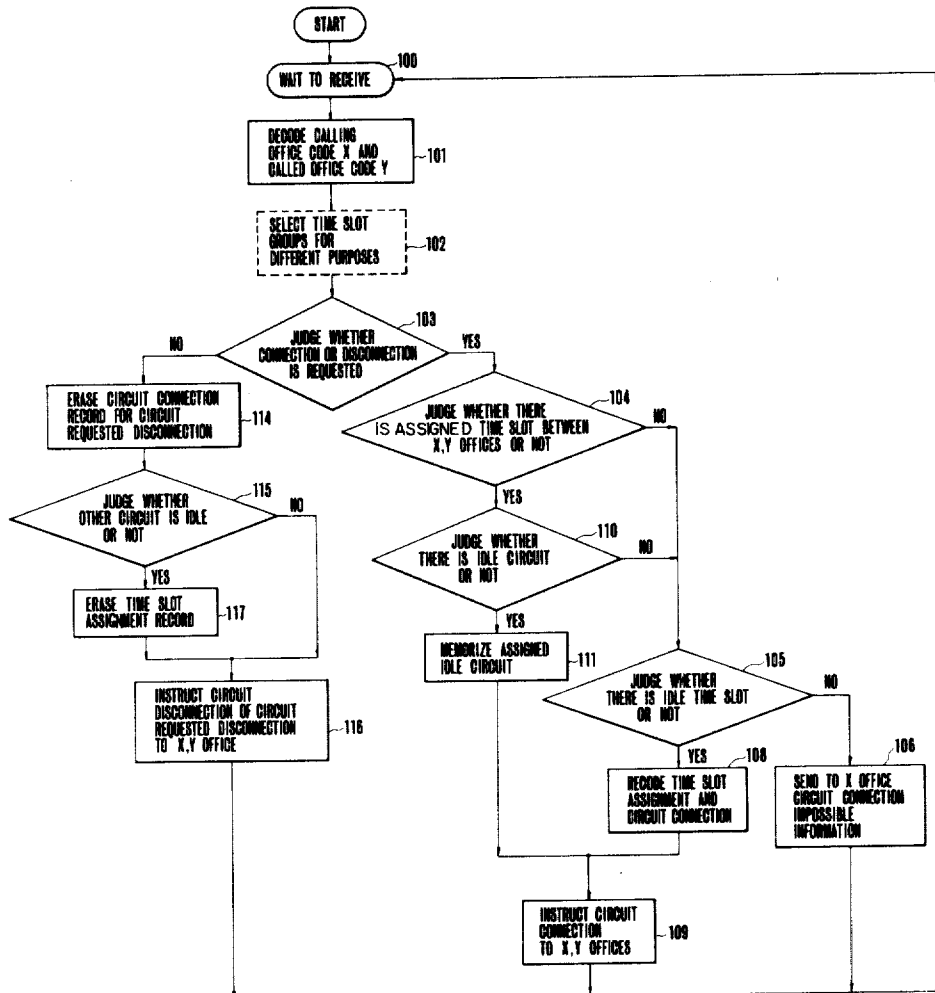 START
100
WAIT TO RECEIVE
DECODE CALLING
OFFICE CODE X AND
CALLED OFFICE CODE Y
101
SELECT TIME SLOT
GROUPS FOR
DIFFERENT PURPOSES
102
103
JUDGE WHETHER
CONNECTION OR DISCONNECTION
IS REQUESTED
NO
YES
ERASE CIRCUIT CONNECTION
RECORD FOR CIRCUIT
REQUESTED DISCONNECTION
114
104
JUDGE WHETHER THERE
IS ASSIGNED TIME SLOT BETWEEN
X,Y OFFICES OR NOT
NO
YES
115
JUDGE WHETHER
OTHER CIRCUIT IS IDLE
OR NOT
NO
YES
110
JUDGE WHETHER
THERE IS IDLE CIRCUIT
OR NOT
NO
YES
ERASE TIME SLOT
ASSIGNMENT RECORD
117
MEMORIZE ASSIGNED
IDLE CIRCUIT
111
105
JUDGE WHETHER
THERE IS IDLE TIME SLOT
OR NOT
NO
YES
INSTRUCT CIRCUIT
DISCONNECTION OF CIRCUIT
REQUESTED DISCONNECTION
TO X,Y OFFICE
116
108
RECODE TIME SLOT
ASSIGNMENT AND
DIRCUIT CONNECTION
106
SEND TO X OFFICE
CIRCUIT CONNECTION
IMPOSSIBLE
INFORMATION
INSTRUCT CIRCUIT
CONNECTION
TO X,Y OFFICES
109